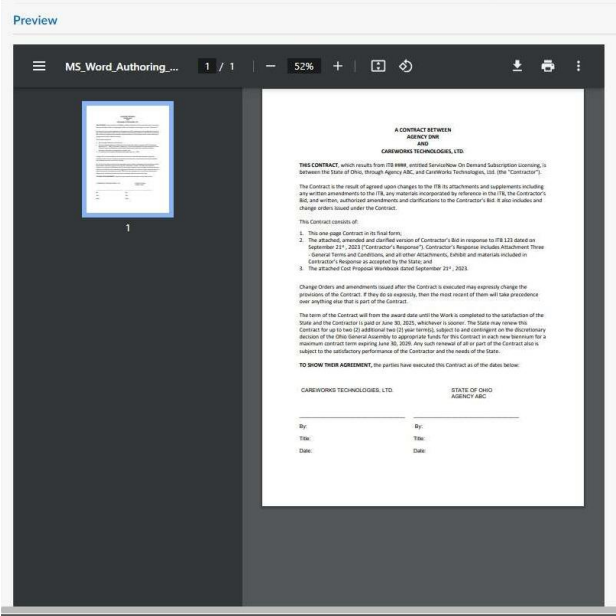 Preview
MS_Word_Authoring_... 1 / 1 52%
1
A CONTRACT BETWEEN
AGENCY DNR
AND
CAREWORKS TECHNOLOGIES, LTD.
THIS CONTRACT, which results from ITB ####, entitled ServiceNow On Demand Subscription Licensing, is
between the State of Ohio, through Agency ABC, and CareWorks Technologies, Ltd. (the "Contractor").
The Contract is the result of agreed upon changes to the ITB its attachments and supplements including
any written amendments to the ITB, any materials incorporated by reference in the ITB, the Contractor's
Bid, and written, authorized amendments and clarifications to the Contractor's Bid. It also includes and
change orders issued under the Contract.
This Contract consists of:
1. This one-page Contract in its final form;
2. The attached, amended and clarified version of Contractor's Bid in response to ITB 123 dated on
September 21st, 2023 ("Contractor's Response"). Contractor's Response includes Attachment Three
- General Terms and Conditions, and all other Attachments, Exhibit and materials included in
Contractor's Response as accepted by the State; and
3. The attached Cost Proposal Workbook dated September 21st, 2023.
Change Orders and amendments issued after the Contract is executed may expressly change the
provisions of the Contract. If they do so expressly, then the most recent of them will take precedence
over anything else that is part of the Contract.
The term of the Contract will from the award date until the Work is completed to the satisfaction of the
State and the Contractor is paid or June 30, 2025, whichever is sooner. The State may renew this
Contract for up to two (2) additional two (2) year term(s), subject to and contingent on the discretionary
decision of the Ohio General Assembly to appropriate funds for this Contract in each new biennium for a
maximum contract term expiring June 30, 2029. Any such renewal of all or part of the Contract also is
subject to the satisfactory performance of the Contractor and the needs of the State.
TO SHOW THEIR AGREEMENT, the parties have executed this Contract as of the dates below:
CAREWORKS TECHNOLOGIES, LTD. STATE OF OHIO
AGENCY ABC
By: By:
Title: Title:
Date: Date: